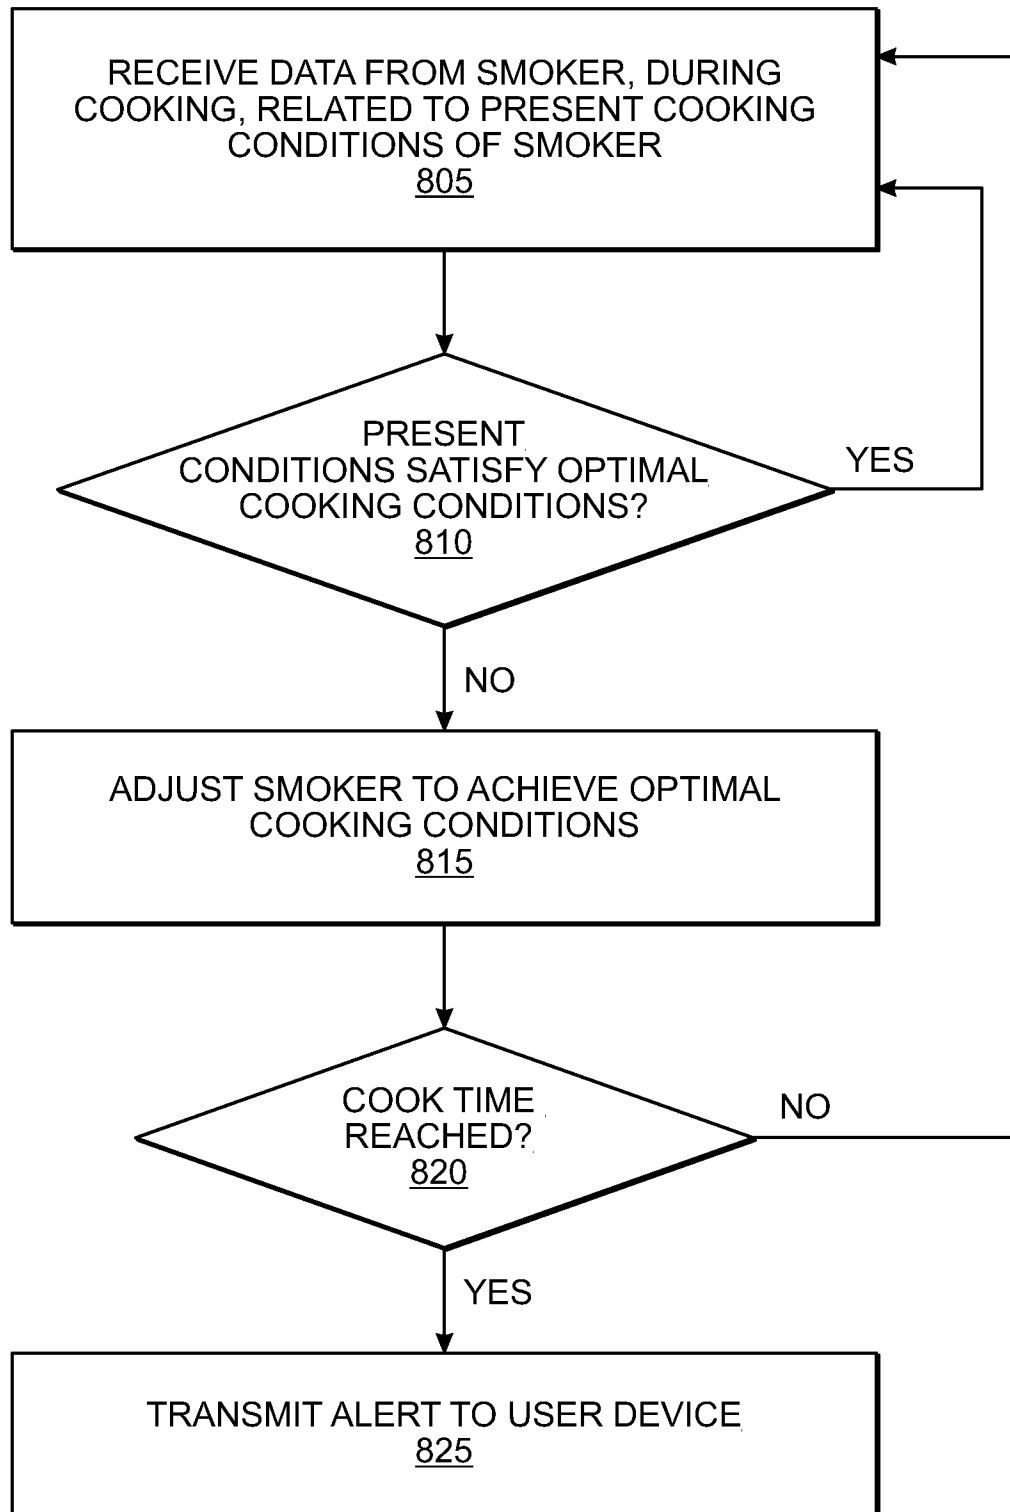 RECEIVE DATA FROM SMOKER, DURING
COOKING, RELATED TO PRESENT COOKING
CONDITIONS OF SMOKER
805
PRESENT
CONDITIONS SATISFY OPTIMAL
COOKING CONDITIONS?
810
YES
NO
ADJUST SMOKER TO ACHIEVE OPTIMAL
COOKING CONDITIONS
815
COOK TIME
REACHED?
820
NO
YES
TRANSMIT ALERT TO USER DEVICE
825